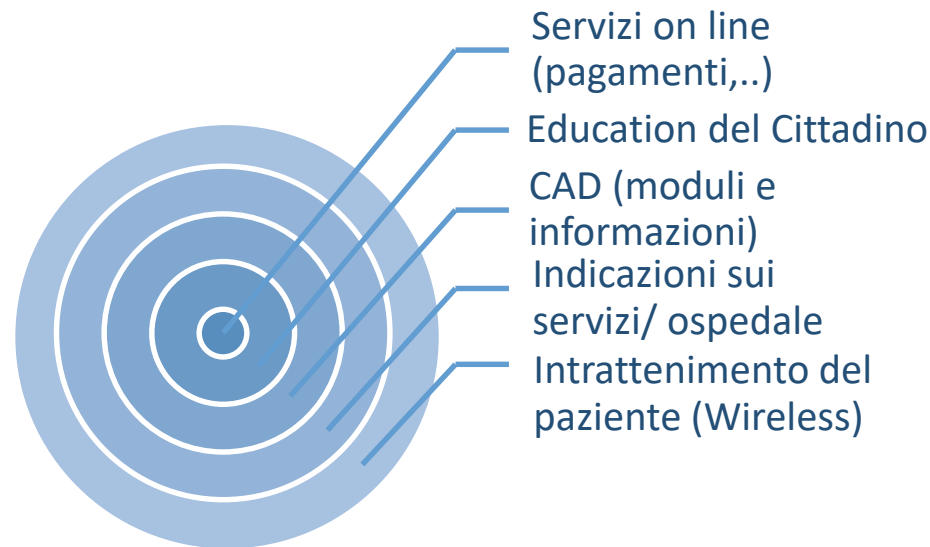 Servizi on line
(pagamenti,..)
Education del Cittadino
CAD (moduli e
informazioni)
Indicazioni sui
servizi/ ospedale
Intrattenimento del
paziente (Wireless)